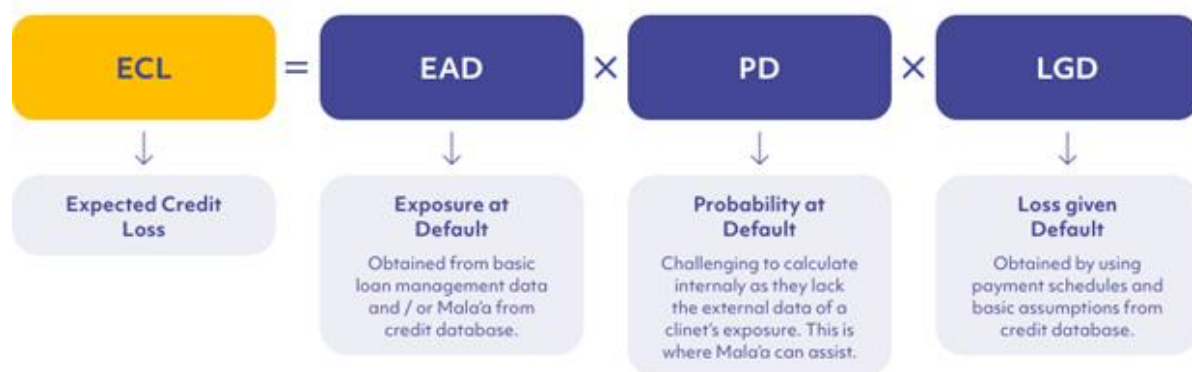 ECL = EAD × PD × LGD
Expected Credit
Loss
Exposure at
Default
Obtained from basic
loan management data
and / or Mala'a from
credit database.
Probability at
Default
Challenging to calculate
internaly as they lack
the external data of a
clinet's exposure. This is
where Mala'a can assist.
Loss given
Default
Obtained by using
payment schedules and
basic assumptions from
credit database.